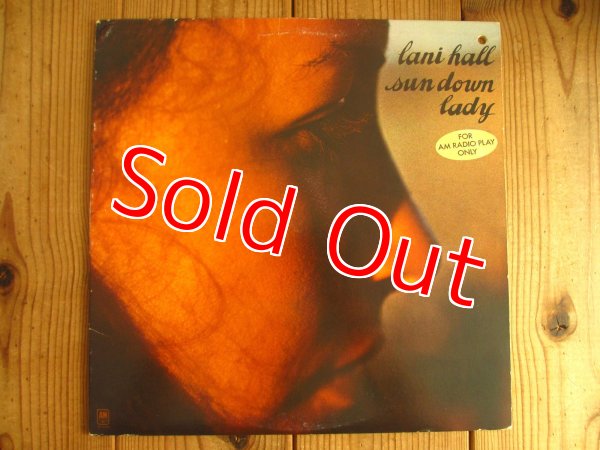 lani hall
sun down
lady
FOR
AM RADIO PLAY
ONLY
Sold Out
A&M